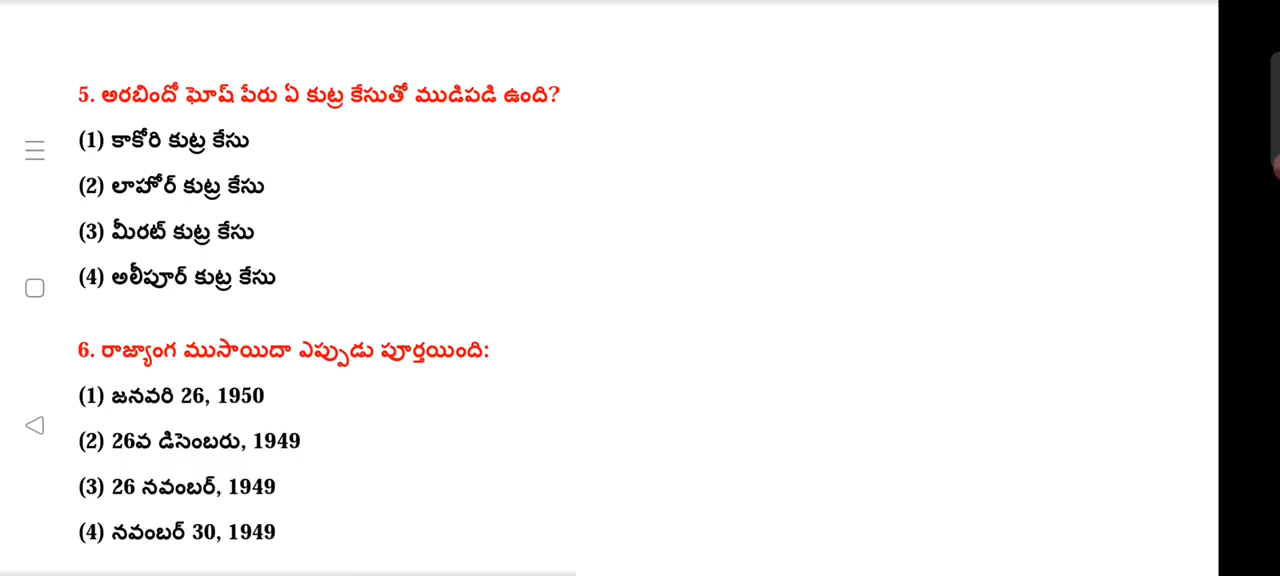 5. అరబిందో ఘోష్ పేరు ఏ కుట్ర కేసుతో ముడిపడి ఉంది?
(1) కాకోరి కుట్ర కేసు
(2) లాహోర్ కుట్ర కేసు
(3) మీరట్ కుట్ర కేసు
(4) అలీపూర్ కుట్ర కేసు
6. రాజ్యాంగ ముసాయిదా ఎప్పుడు పూర్తయింది:
(1) జనవరి 26, 1950
(2) 26వ డిసెంబరు, 1949
(3) 26 నవంబర్, 1949
(4) నవంబర్ 30, 1949